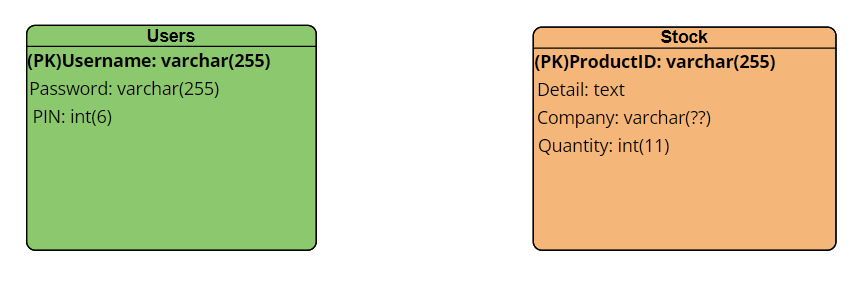 Users
(PK)Username: varchar(255)
Password: varchar(255)
PIN: int(6)
Stock
(PK)ProductID: varchar(255)
Detail: text
Company: varchar(??)
Quantity: int(11)